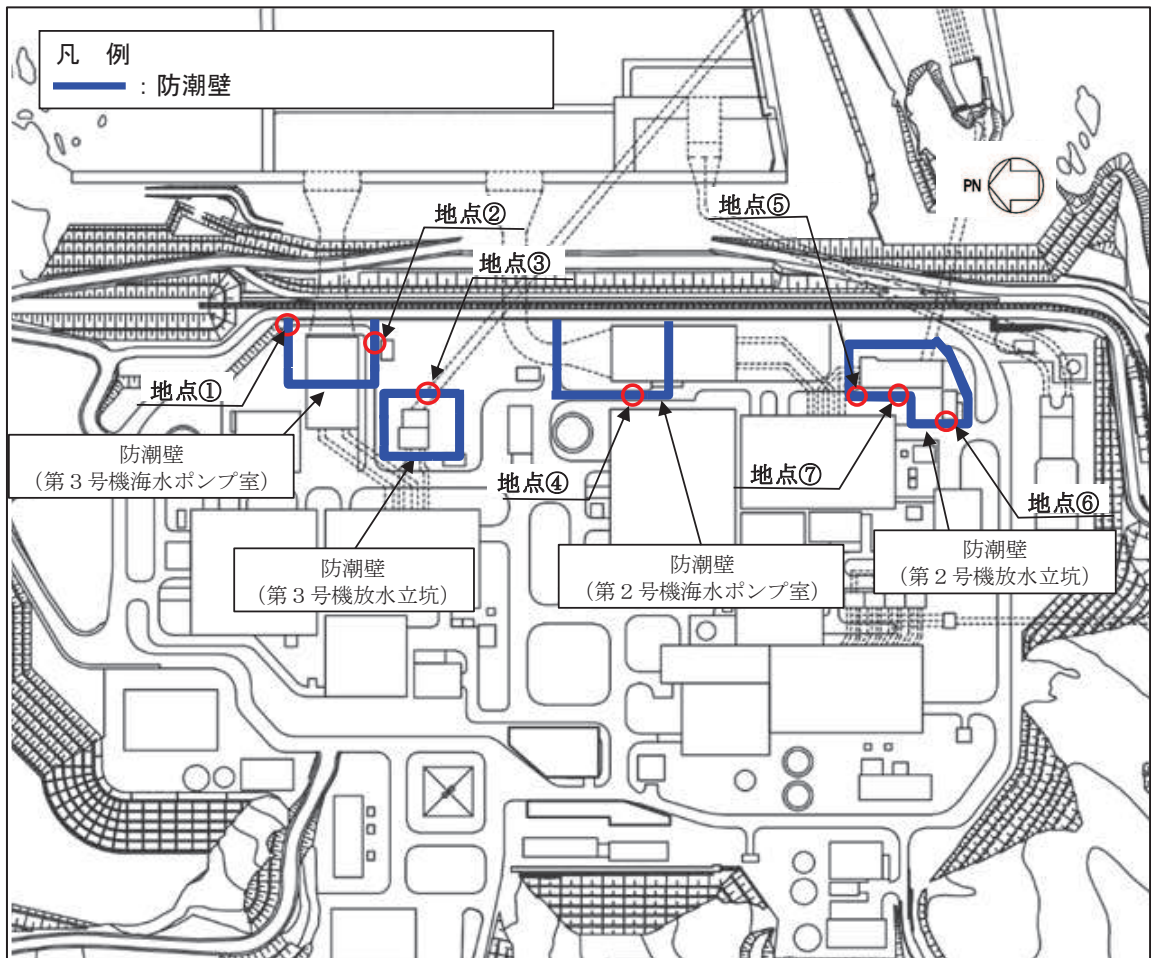 凡　例
：防潮壁
PN
地点②
地点⑤
地点③
地点①
防潮壁
（第３号機海水ポンプ室）
地点④
地点⑦
地点⑥
防潮壁
（第３号機放水立坑）
防潮壁
（第２号機海水ポンプ室）
防潮壁
（第２号機放水立坑）